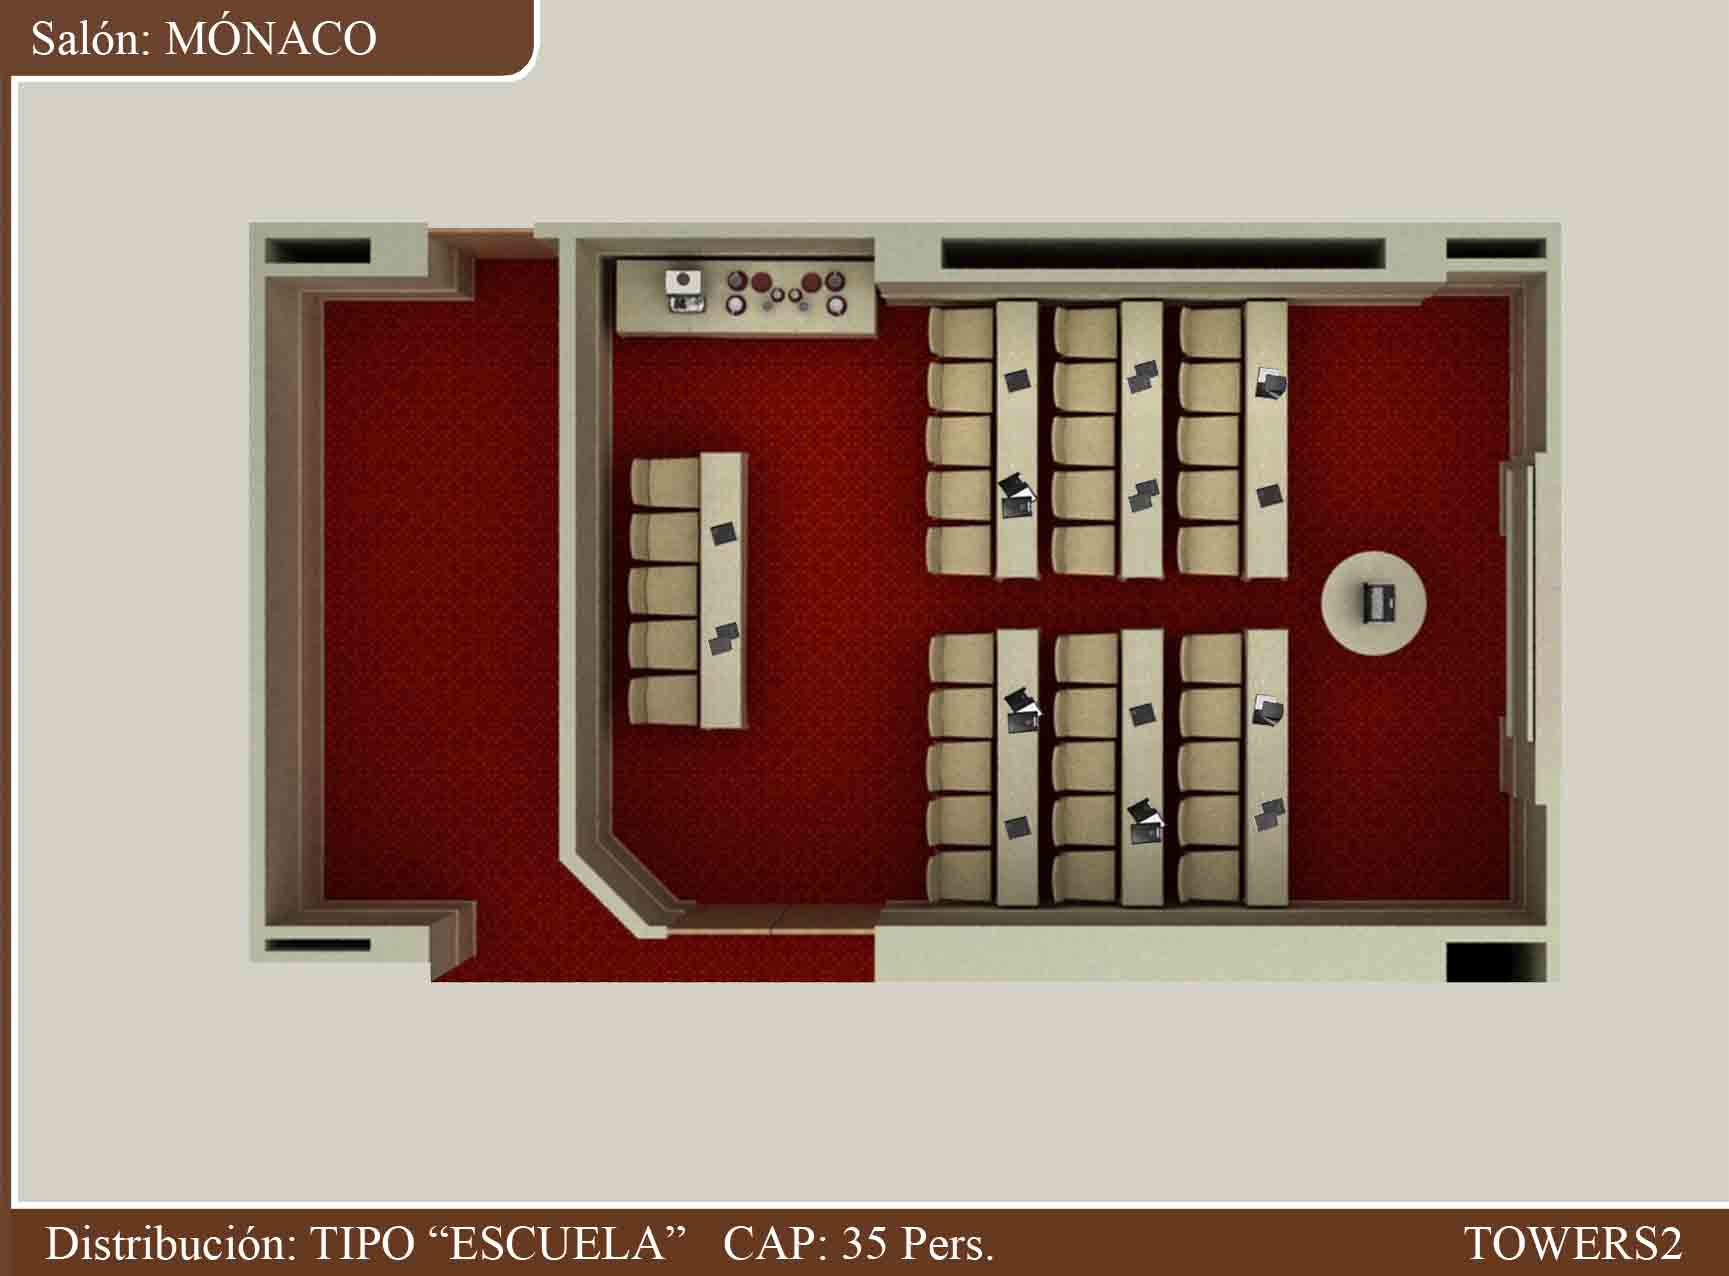 Salón: MÓNACO
Distribución: TIPO “ESCUELA” CAP: 35 Pers.
TOWERS2